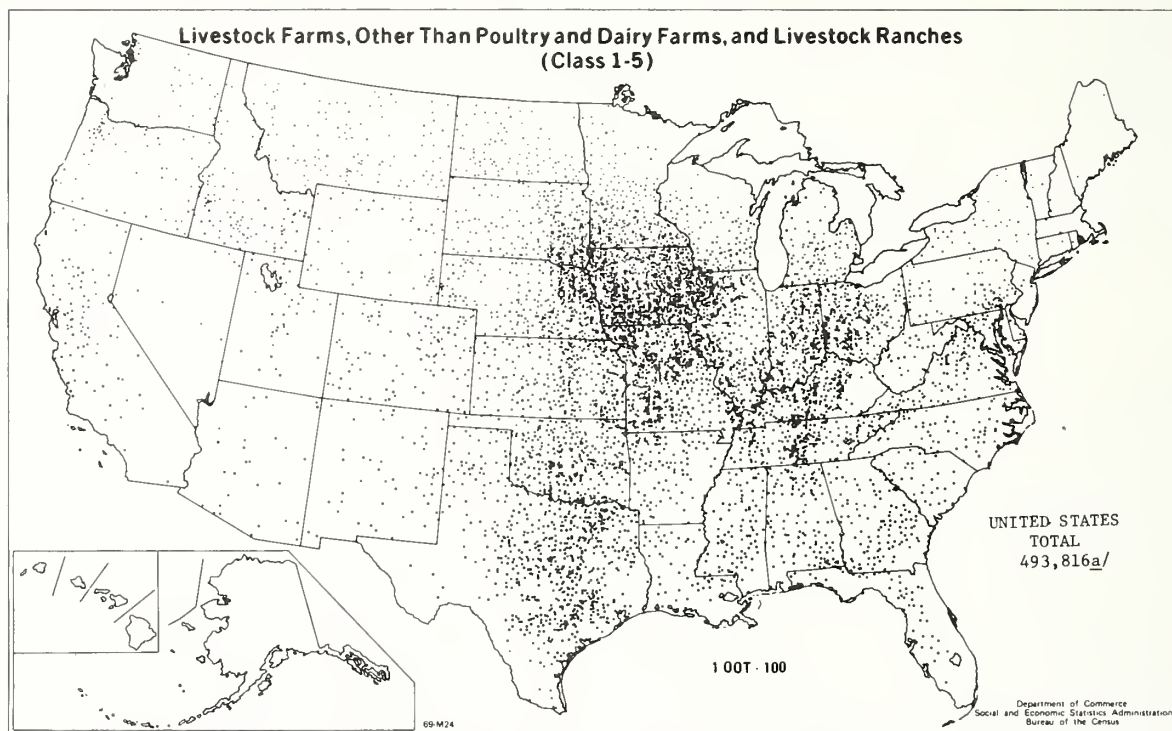 Livestock Farms, Other Than Poultry and Dairy Farms, and Livestock Ranches
(Class 1-5)
UNITED STATES
TOTAL
493,816a/
1 DOT - 100
69-M24
Department of Commerce
Social and Economic Statistics Administration
Bureau of the Census